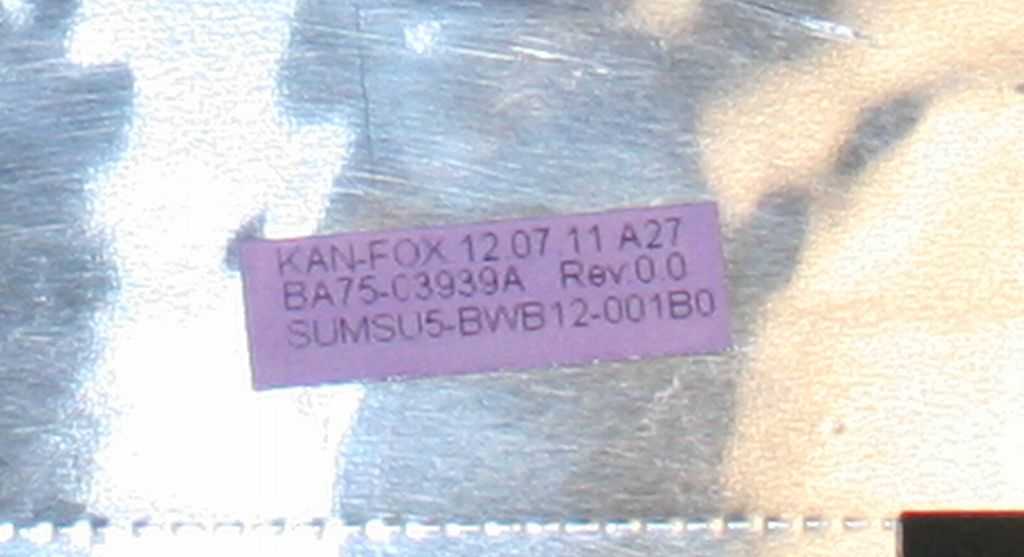 KAN-FOX 12.07.11 A27
BA75-03939A Rev.0.0
SUMSU5-BWB12-001B0